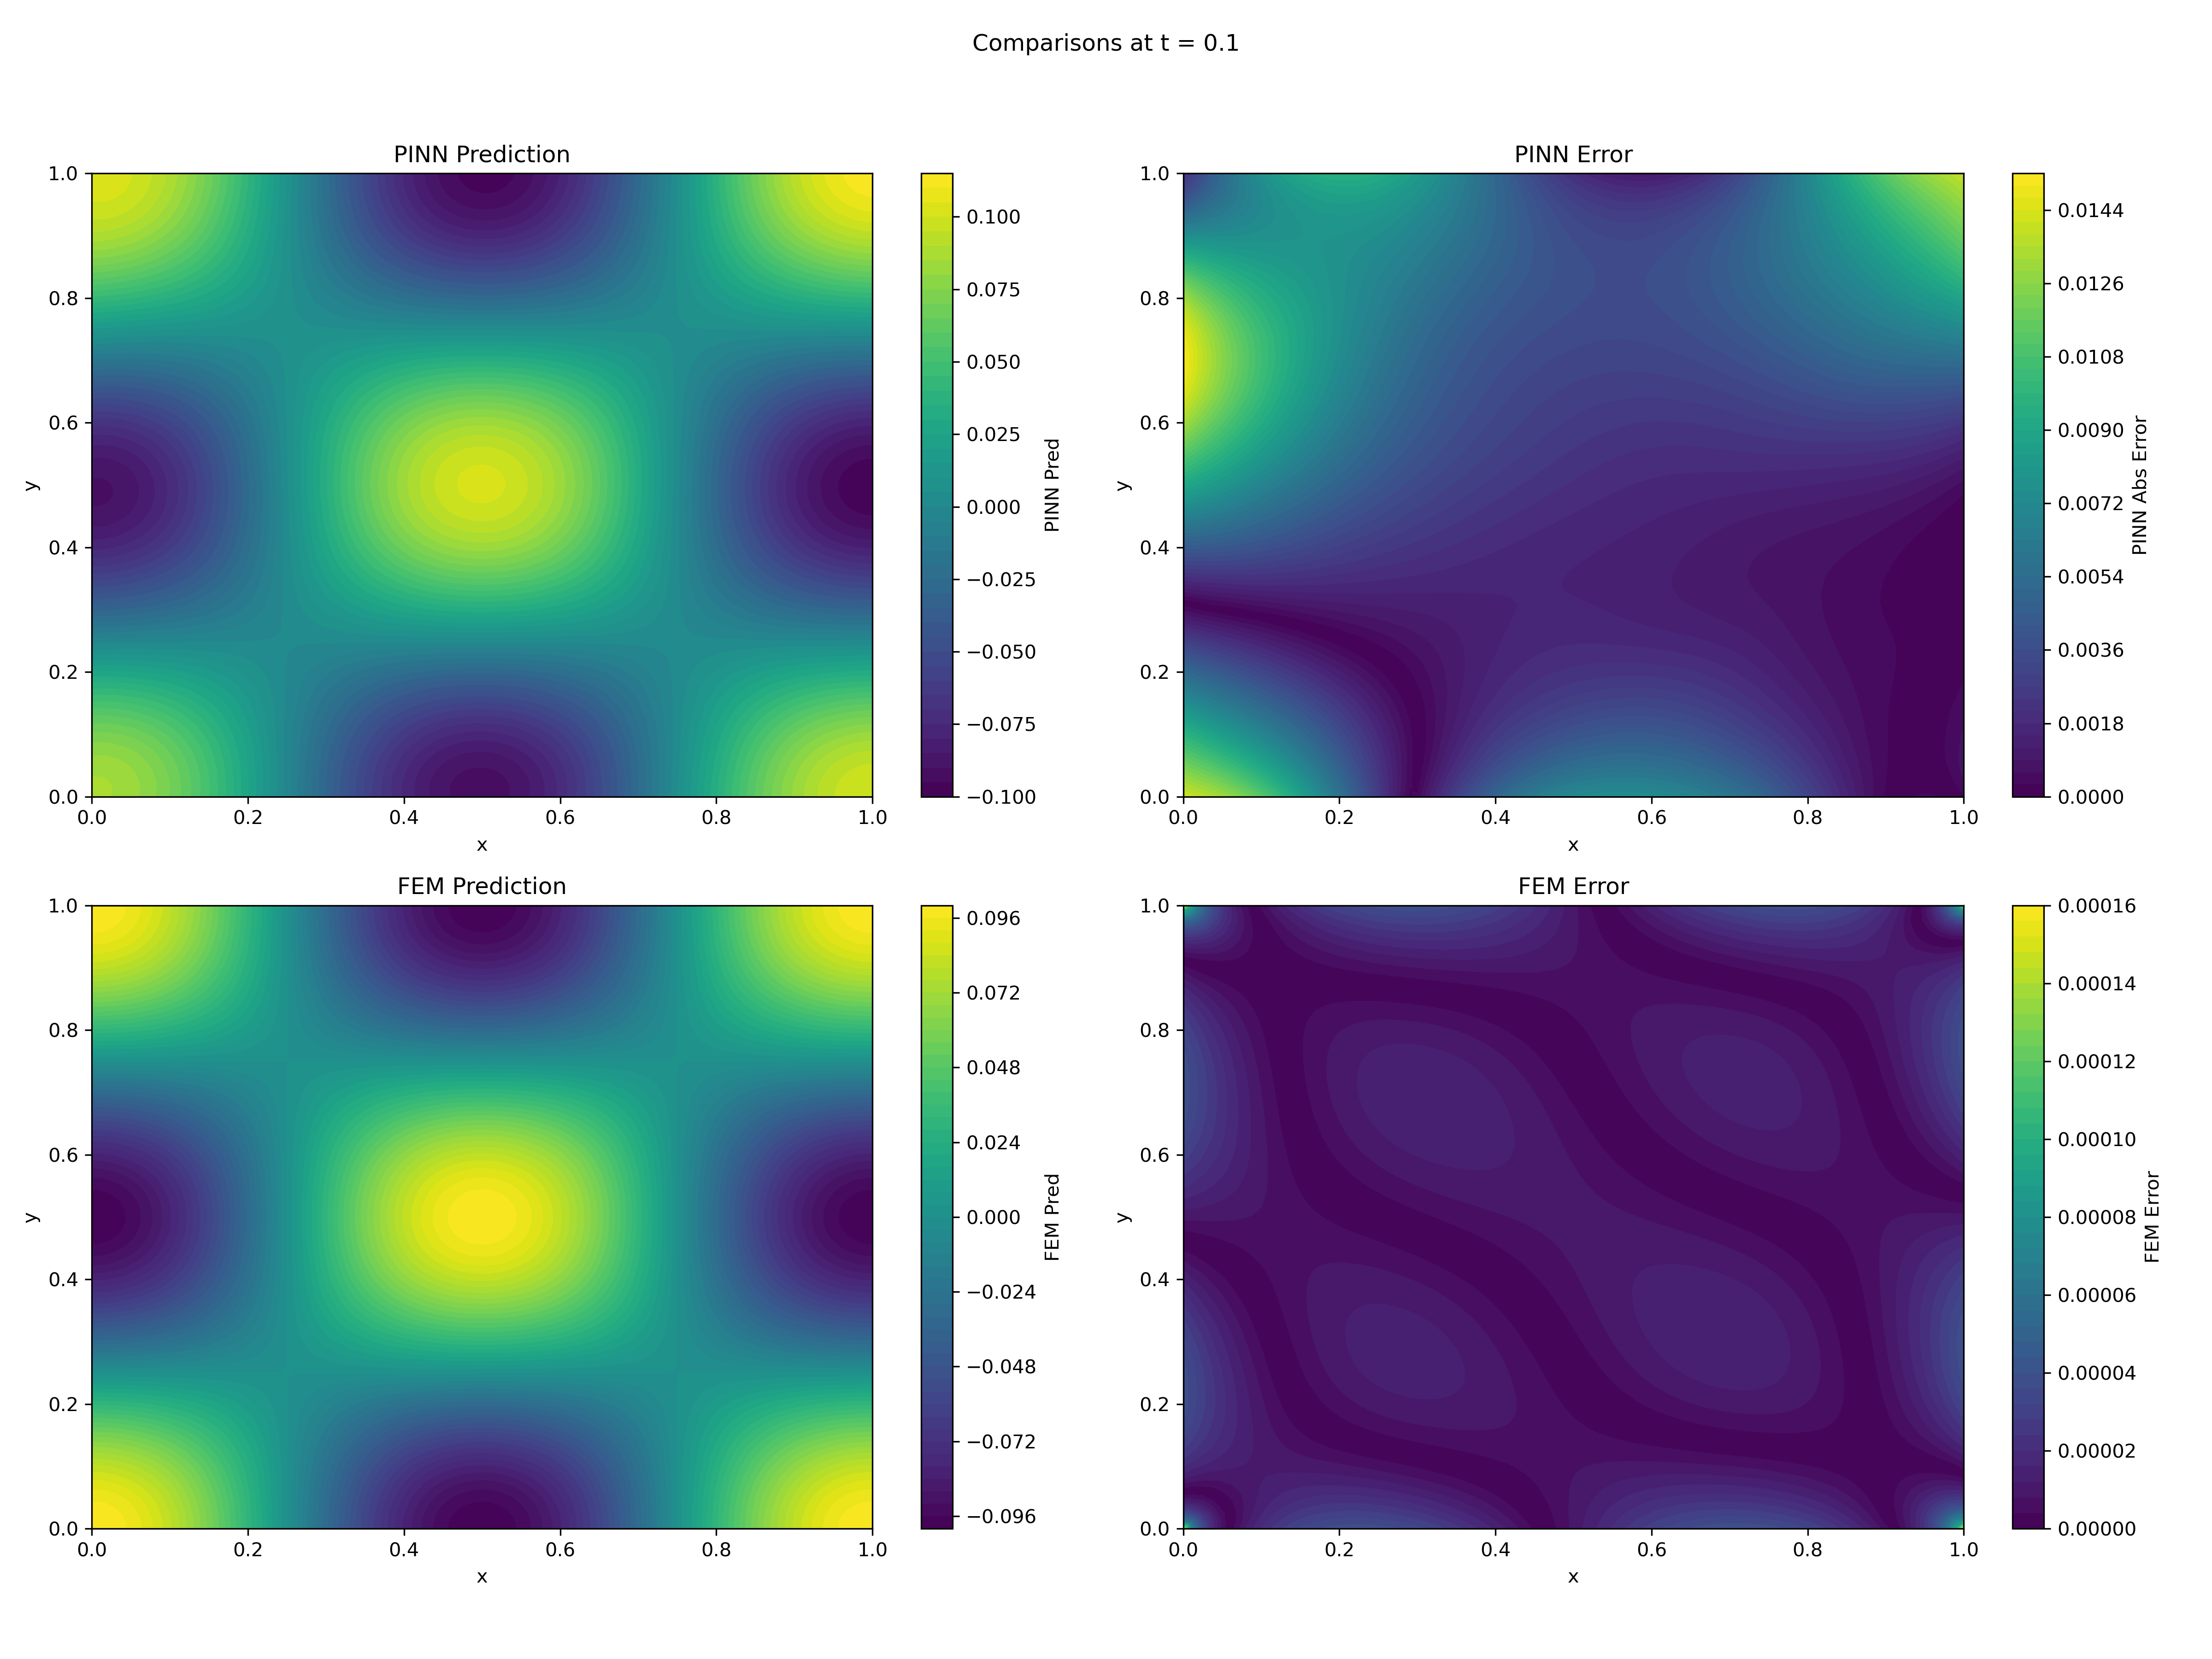 Comparisons at t = 0.1
PINN Prediction
1.0
0.8
0.6
0.4
0.2
0.0
y
0.0 0.2 0.4 0.6 0.8 1.0
x
0.100
0.075
0.050
0.025
0.000
−0.025
−0.050
−0.075
−0.100
PINN Pred
PINN Error
1.0
0.8
0.6
0.4
0.2
0.0
y
0.0 0.2 0.4 0.6 0.8 1.0
x
0.0144
0.0126
0.0108
0.0090
0.0072
0.0054
0.0036
0.0018
0.0000
PINN Abs Error
FEM Prediction
1.0
0.8
0.6
0.4
0.2
0.0
y
0.0 0.2 0.4 0.6 0.8 1.0
x
0.096
0.072
0.048
0.024
0.000
−0.024
−0.048
−0.072
−0.096
FEM Pred
FEM Error
1.0
0.8
0.6
0.4
0.2
0.0
y
0.0 0.2 0.4 0.6 0.8 1.0
x
0.00016
0.00014
0.00012
0.00010
0.00008
0.00006
0.00004
0.00002
0.00000
FEM Error